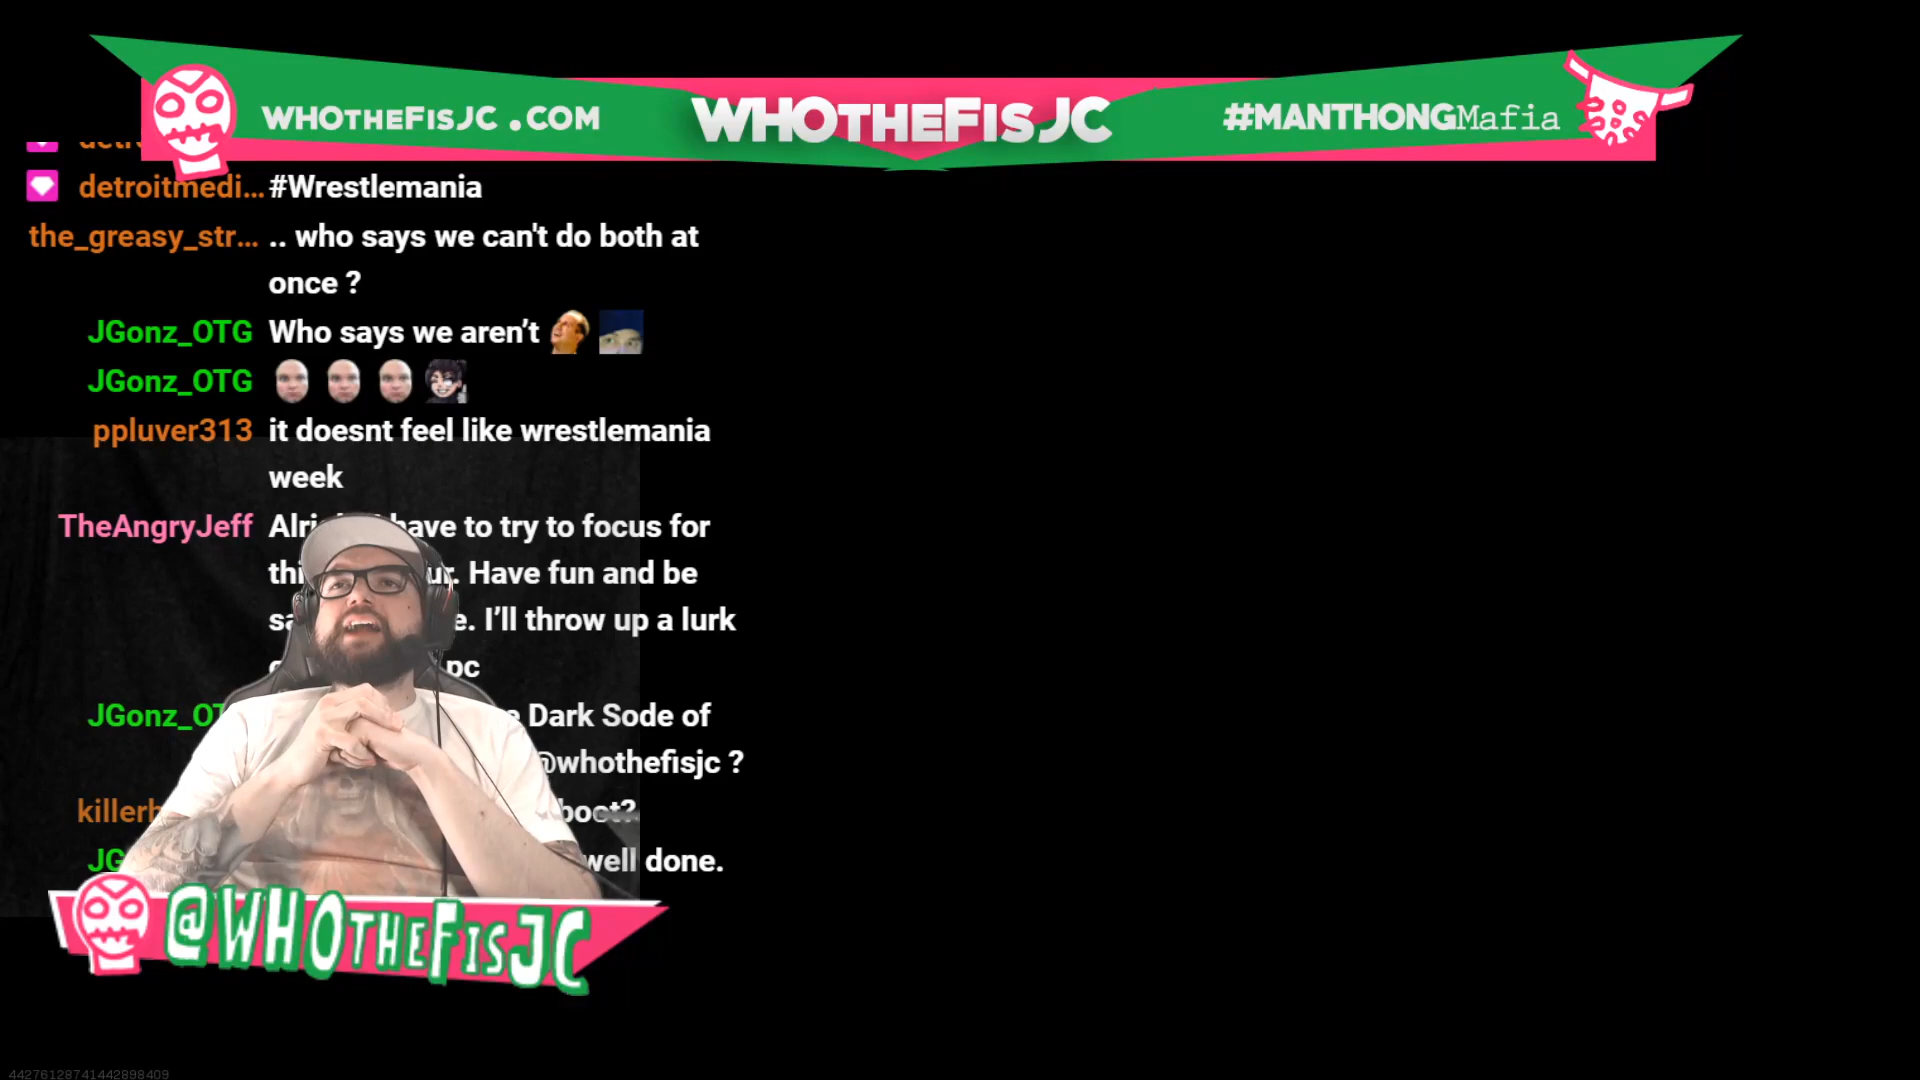 WHOTHEFISJC .COM
WHOTHEFISJC
#MANTHONGMafia
detroitmedi... #Wrestlemania
the_greasy_str... .. who says we can't do both at
once ?
JGonz_OTG Who says we aren’t
JGonz_OTG
ppluver313 it doesnt feel like wrestlemania
week
TheAngryJeff have to try to focus for
Have fun and be
I’ll throw up a lurk
pc
Dark Sode of
@whothefisjc ?
well done.
@WHOTHEFISJC
44276128741442898409